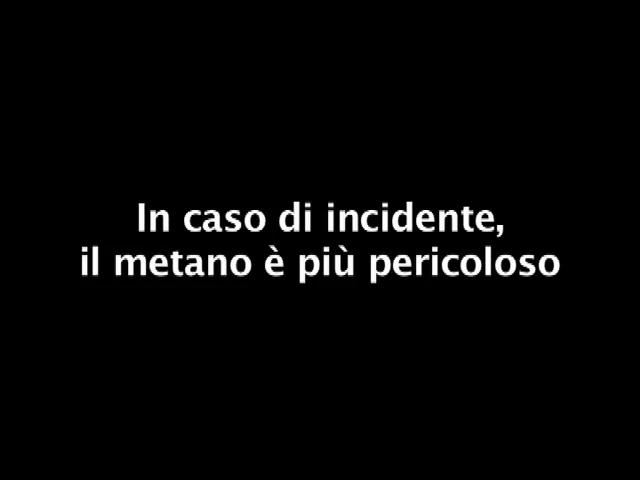 In caso di incidente,
il metano è più pericoloso